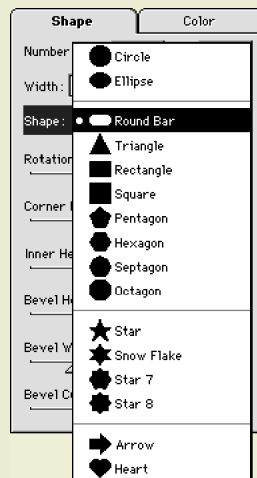 Shape Color
Number
Circle
Ellipse
Width:
Shape: Round Bar
Triangle
Rotation
Rectangle
Square
Corner
Pentagon
Hexagon
Inner He
Septagon
Octagon
Bevel He
Star
Bevel W
Snow Flake
Star 7
Bevel Cu
Star 8
Arrow
Heart